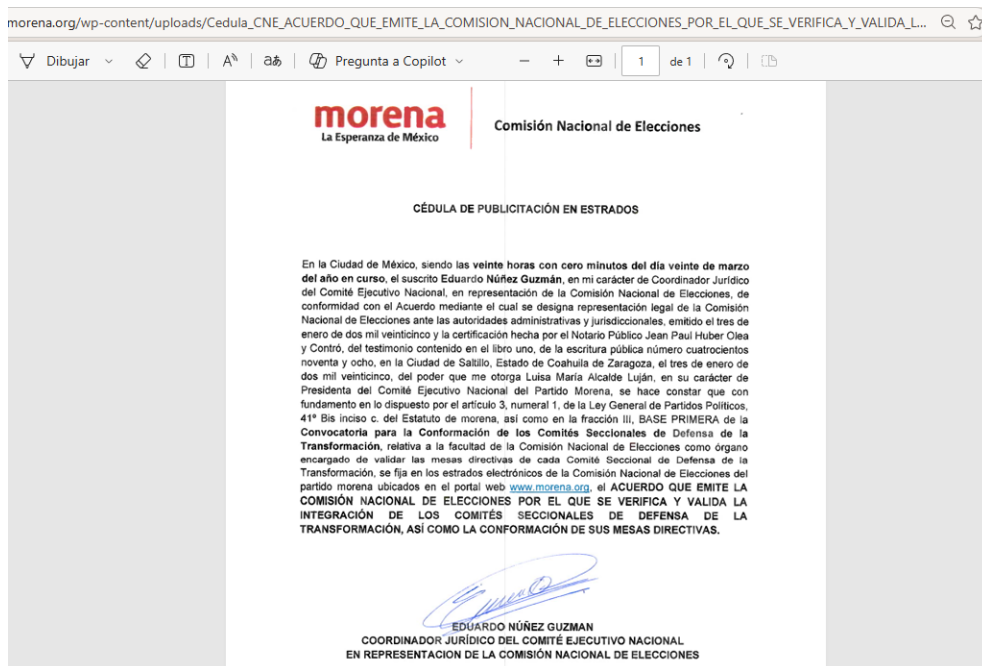 morena.org/wp-content/uploads/Cedula_CNE_ACUERDO_QUE_EMITE_LA_COMISION_NACIONAL_DE_ELECCIONES_POR_EL_QUE_SE_VERIFICA_Y_VALIDA_L...
Dibujar | T | A | aあ | Pregunta a Copilot − + 1 de 1
morena
La Esperanza de México
Comisión Nacional de Elecciones
CÉDULA DE PUBLICITACIÓN EN ESTRADOS
En la Ciudad de México, siendo las veinte horas con cero minutos del día veinte de marzo
del año en curso, el suscrito Eduardo Núñez Guzmán, en mi carácter de Coordinador Jurídico
del Comité Ejecutivo Nacional, en representación de la Comisión Nacional de Elecciones, de
conformidad con el Acuerdo mediante el cual se designa representación legal de la Comisión
Nacional de Elecciones ante las autoridades administrativas y jurisdiccionales, emitido el tres de
enero de dos mil veinticinco y la certificación hecha por el Notario Público Jean Paul Huber Olea
y Contró, del testimonio contenido en el libro uno, de la escritura pública número cuatrocientos
noventa y ocho, en la Ciudad de Saltillo, Estado de Coahuila de Zaragoza, el tres de enero de
dos mil veinticinco, del poder que me otorga Luisa María Alcalde Luján, en su carácter de
Presidenta del Comité Ejecutivo Nacional del Partido Morena, se hace constar que con
fundamento en lo dispuesto por el artículo 3, numeral 1, de la Ley General de Partidos Políticos,
41º Bis inciso c. del Estatuto de morena, así como en la fracción III, BASE PRIMERA de la
Convocatoria para la Conformación de los Comités Seccionales de Defensa de la
Transformación, relativa a la facultad de la Comisión Nacional de Elecciones como órgano
encargado de validar las mesas directivas de cada Comité Seccional de Defensa de la
Transformación, se fija en los estrados electrónicos de la Comisión Nacional de Elecciones del
partido morena ubicados en el portal web www.morena.org, el ACUERDO QUE EMITE LA
COMISIÓN NACIONAL DE ELECCIONES POR EL QUE SE VERIFICA Y VALIDA LA
INTEGRACIÓN DE LOS COMITÉS SECCIONALES DE DEFENSA DE LA
TRANSFORMACIÓN, ASÍ COMO LA CONFORMACIÓN DE SUS MESAS DIRECTIVAS.
EDUARDO NÚÑEZ GUZMAN
COORDINADOR JURÍDICO DEL COMITÉ EJECUTIVO NACIONAL
EN REPRESENTACION DE LA COMISIÓN NACIONAL DE ELECCIONES